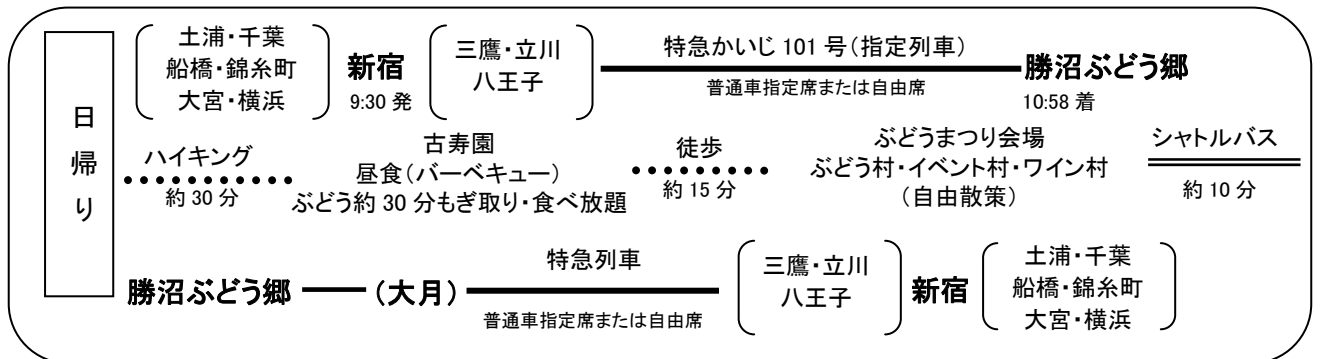 日帰り
土浦・千葉
船橋・錦糸町
大宮・横浜
新宿
9:30 発
三鷹・立川
八王子
特急かいじ 101 号（指定列車）
普通車指定席または自由席
勝沼ぶどう郷
10:58 着
ハイキング
約 30 分
古寿園
昼食（バーベキュー）
ぶどう約 30 分もぎ取り・食べ放題
徒歩
約 15 分
ぶどうまつり会場
ぶどう村・イベント村・ワイン村
（自由散策）
シャトルバス
約 10 分
勝沼ぶどう郷
（大月）
特急列車
普通車指定席または自由席
三鷹・立川
八王子
新宿
土浦・千葉
船橋・錦糸町
大宮・横浜